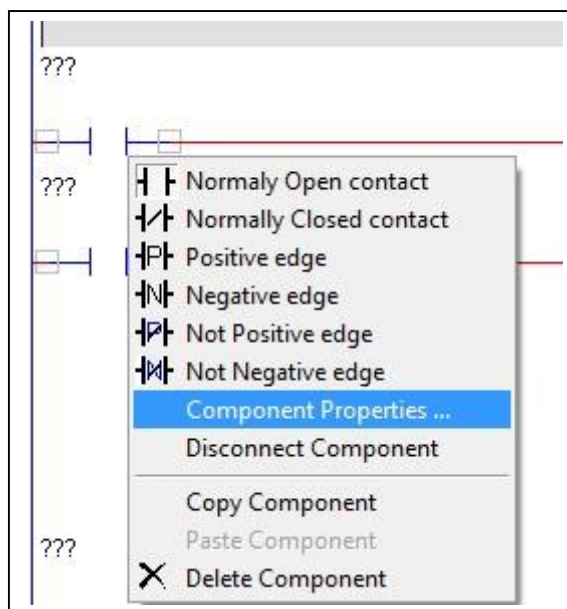 ???
???
Normaly Open contact
Normally Closed contact
P Positive edge
N Negative edge
P Not Positive edge
N Not Negative edge
Component Properties ...
Disconnect Component
Copy Component
???
Paste Component
Delete Component